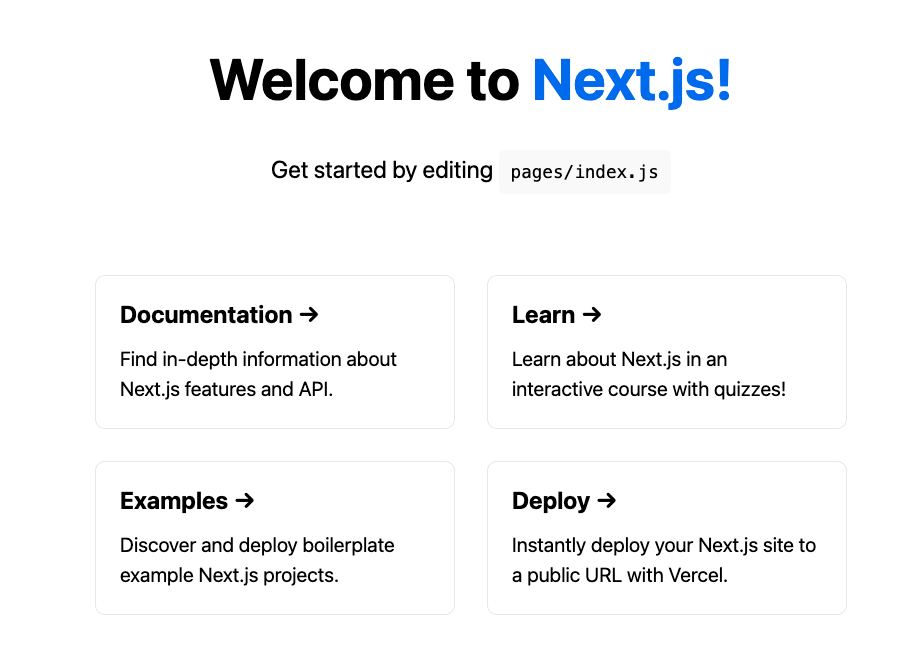 Welcome to Next.js!
Get started by editing pages/index.js
Documentation →
Find in-depth information about
Next.js features and API.
Learn →
Learn about Next.js in an
interactive course with quizzes!
Examples →
Discover and deploy boilerplate
example Next.js projects.
Deploy →
Instantly deploy your Next.js site to
a public URL with Vercel.